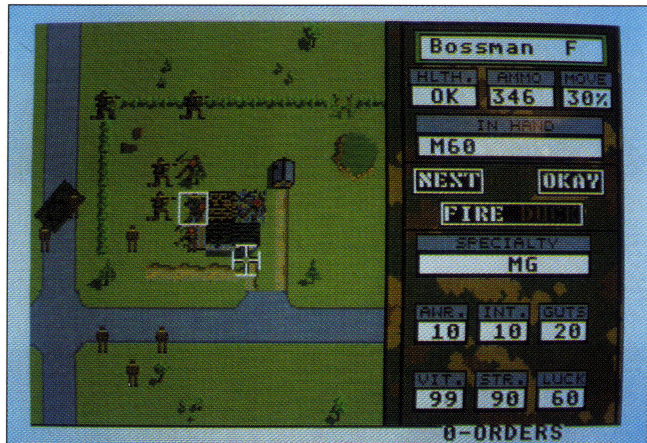 Bossman F
HLTH. AMMO MOVE
OK 346 30%
IN HAND
M60
NEXT OKAY
FIRE
SPECIALTY
MG
AWR. INT. GUTS
10 10 20
VIT. STR. LUCK
99 90 60
0-ORDERS